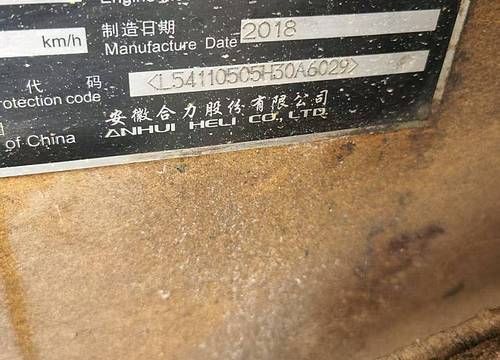 km/h
制造日期
Manufacture Date
2018
代 码
rotection code
<L54110505H30A6029>
安徽合力股份有限公司
of China
ANHUI HELI CO., LTD.